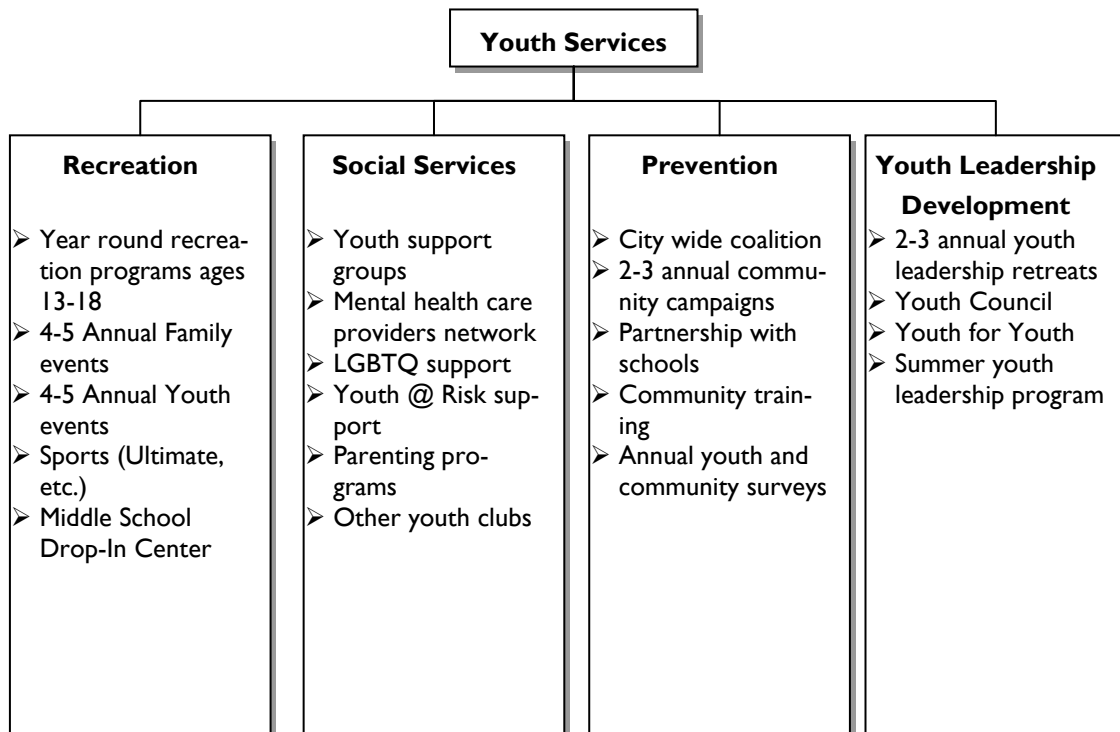 Youth Services
Recreation
➢ Year round recrea-
tion programs ages
13-18
➢ 4-5 Annual Family
events
➢ 4-5 Annual Youth
events
➢ Sports (Ultimate,
etc.)
➢ Middle School
Drop-In Center
Social Services
➢ Youth support
groups
➢ Mental health care
providers network
➢ LGBTQ support
➢ Youth @ Risk sup-
port
➢ Parenting pro-
grams
➢ Other youth clubs
Prevention
➢ City wide coalition
➢ 2-3 annual commu-
nity campaigns
➢ Partnership with
schools
➢ Community train-
ing
➢ Annual youth and
community surveys
Youth Leadership
Development
➢ 2-3 annual youth
leadership retreats
➢ Youth Council
➢ Youth for Youth
➢ Summer youth
leadership program